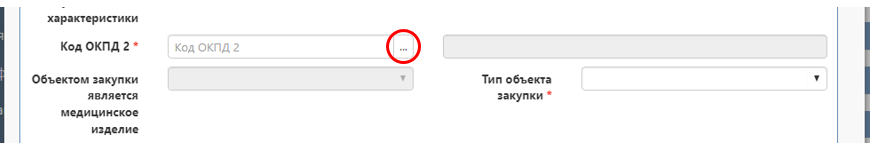 характеристики
Код ОКПД 2 * Код ОКПД 2 ...
Объектом закупки является медицинское изделие
Тип объекта закупки *